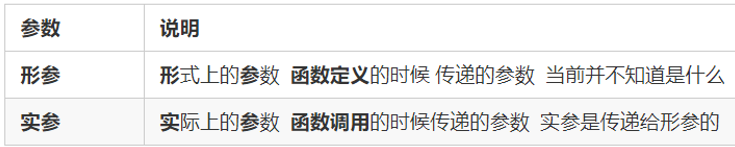 参数 说明
形参 形式上的参数 函数定义的时候 传递的参数 当前并不知道是什么
实参 实际上的参数 函数调用的时候传递的参数 实参是传递给形参的